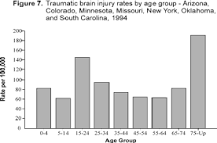 Figure 7. Traumatic brain injury rates by age group - Arizona,
Colorado, Minnesota, Missouri, New York, Oklahoma,
and South Carolina, 1994
200
180
160
140
120
100
80
60
40
20
0
Rate per 100,000
0-4 5-14 15-24 25-34 35-44 45-54 55-64 65-74 75-Up
Age Group